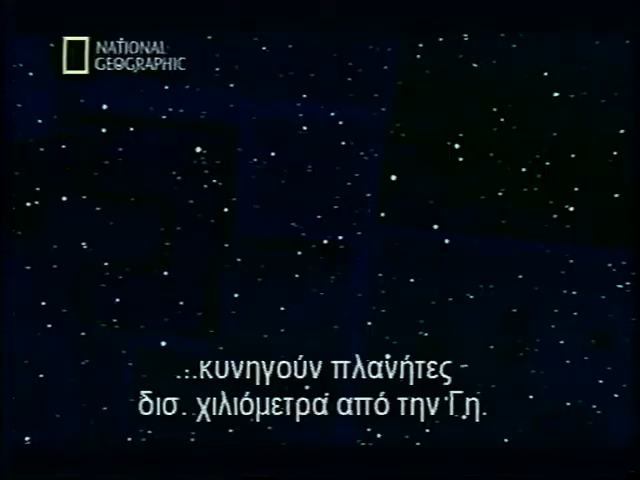 NATIONAL
GEOGRAPHIC
...κυνηγούν πλανήτες
δισ. χιλιόμετρα από την Γη.